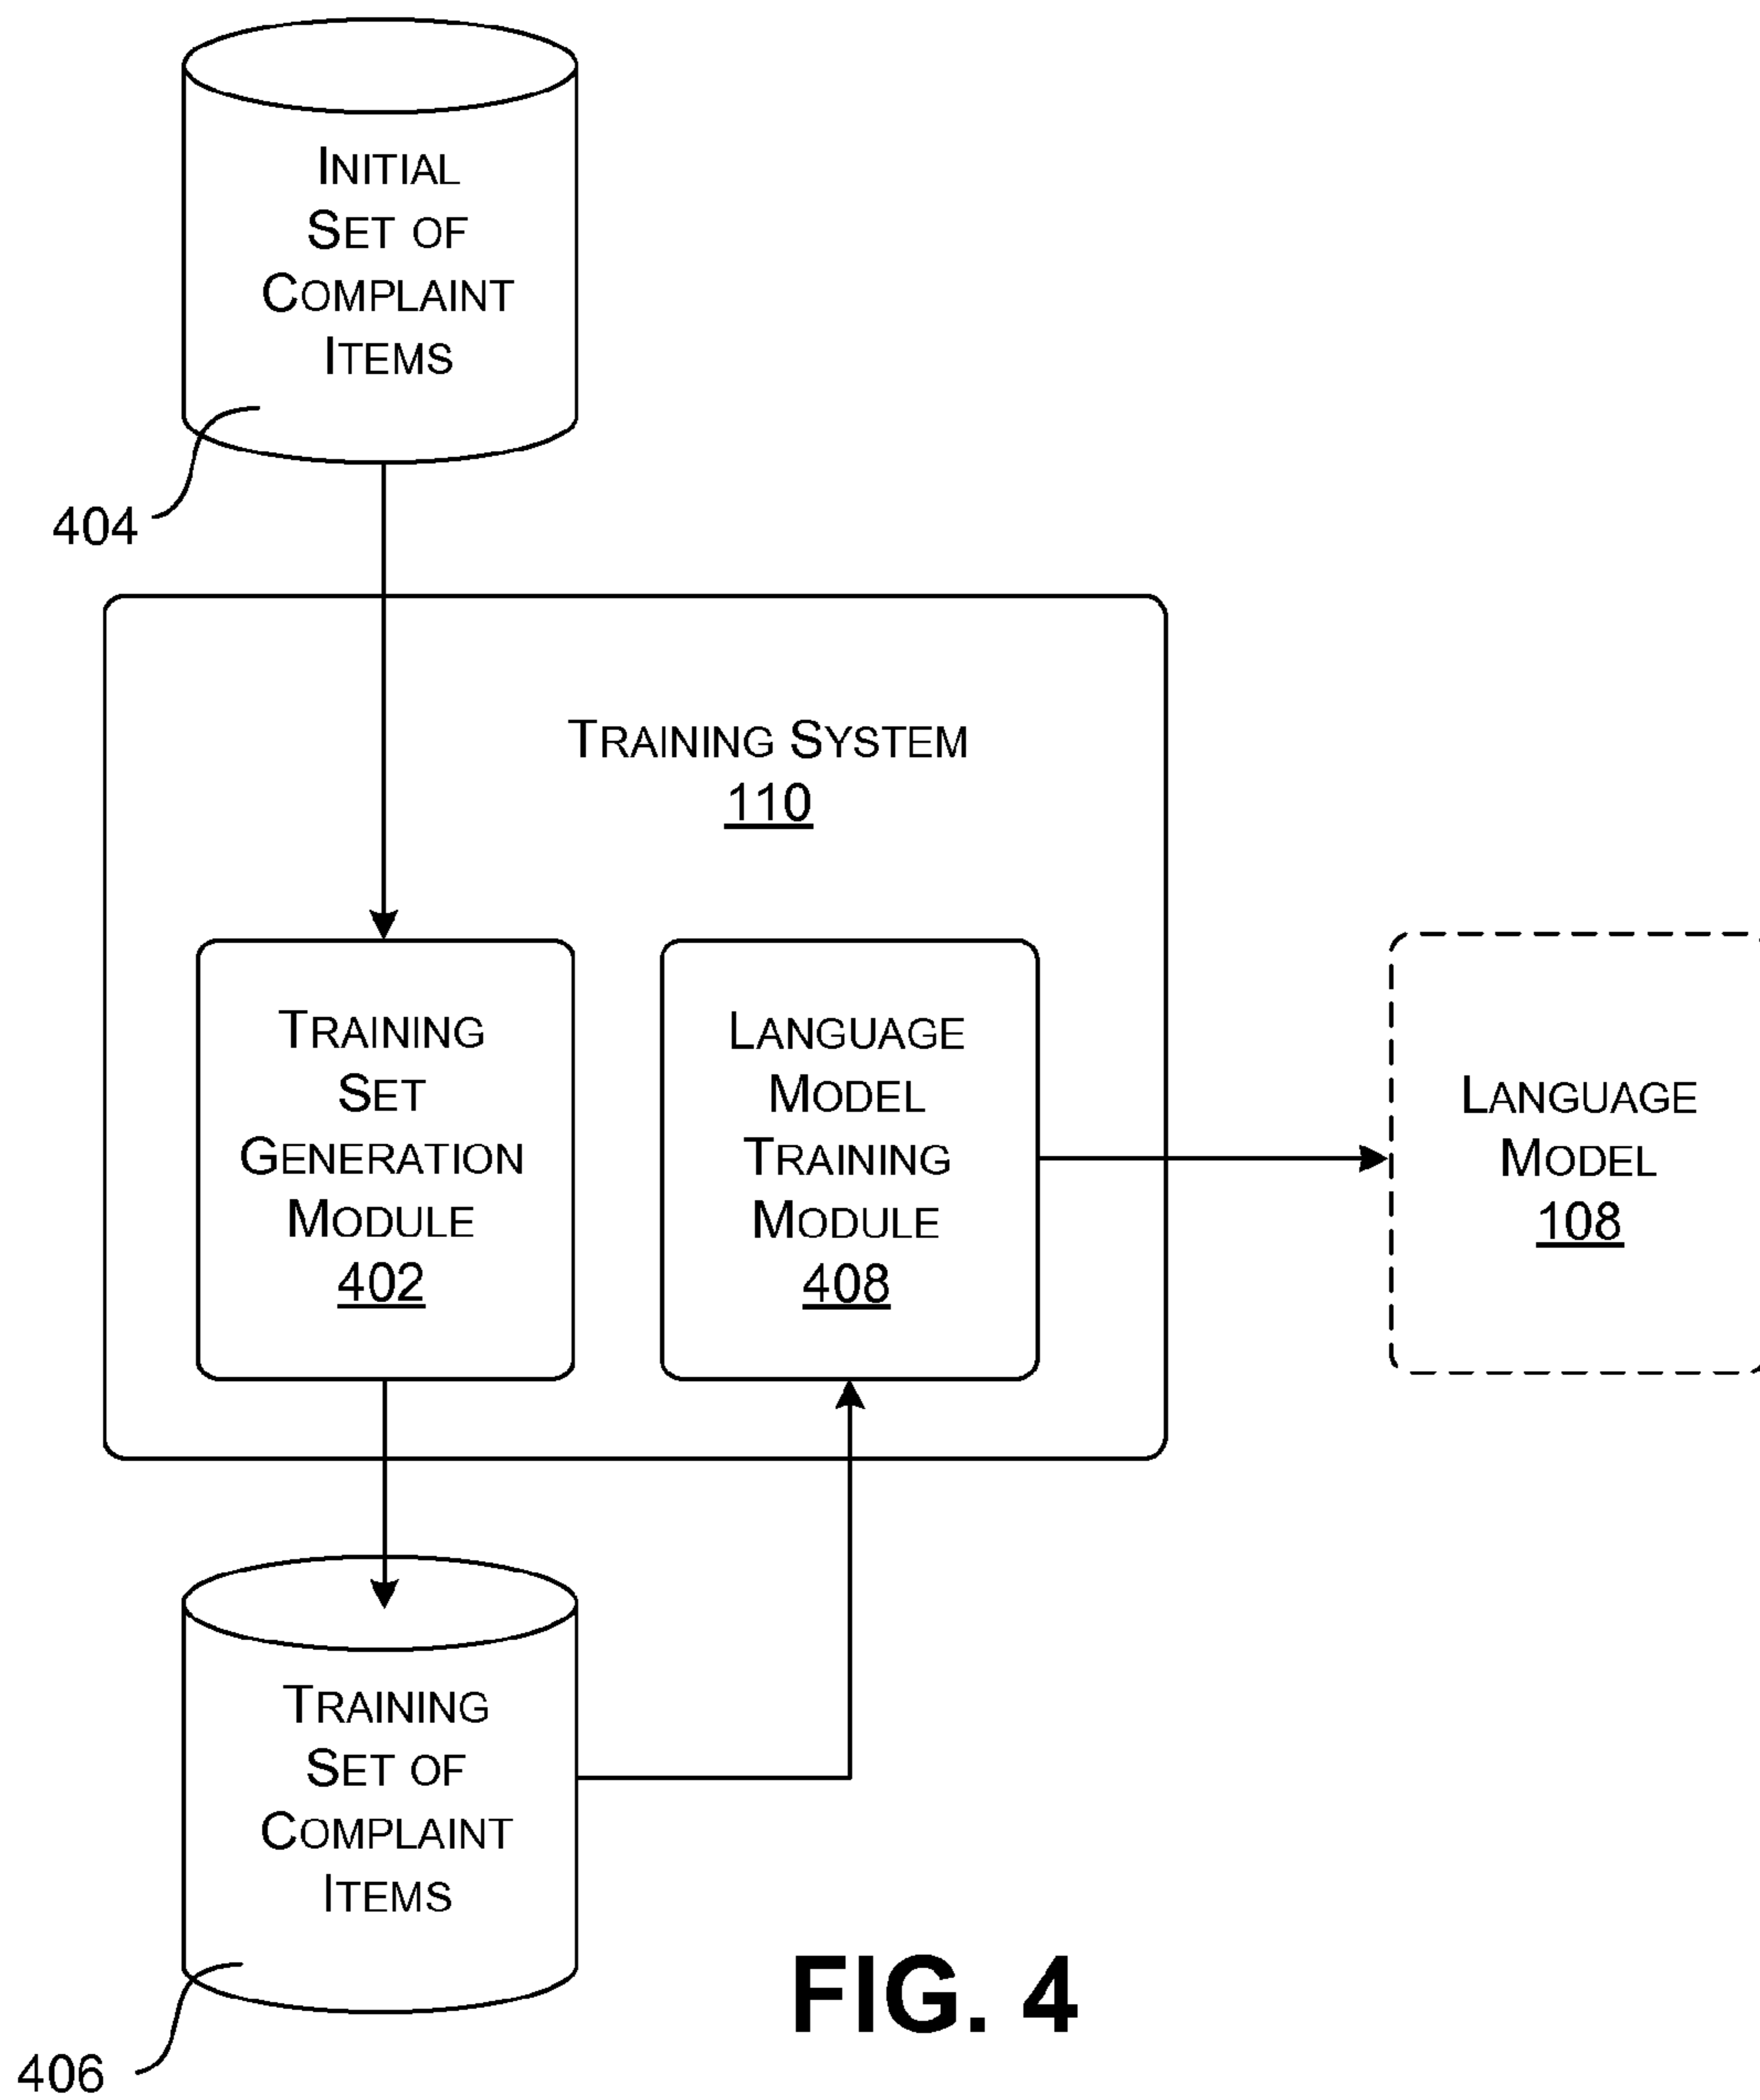 INITIAL
SET OF
COMPLAINT
ITEMS
404
TRAINING SYSTEM
110
TRAINING
SET
GENERATION
MODULE
402
LANGUAGE
MODEL
TRAINING
MODULE
408
LANGUAGE
MODEL
108
TRAINING
SET OF
COMPLAINT
ITEMS
406
FIG. 4